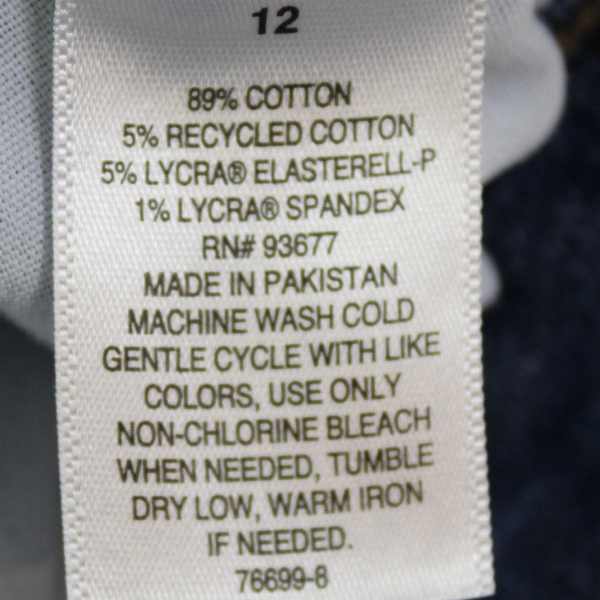 12
89% COTTON
5% RECYCLED COTTON
5% LYCRA® ELASTERELL-P
1% LYCRA® SPANDEX
RN# 93677
MADE IN PAKISTAN
MACHINE WASH COLD
GENTLE CYCLE WITH LIKE
COLORS, USE ONLY
NON-CHLORINE BLEACH
WHEN NEEDED, TUMBLE
DRY LOW, WARM IRON
IF NEEDED.
76699-8